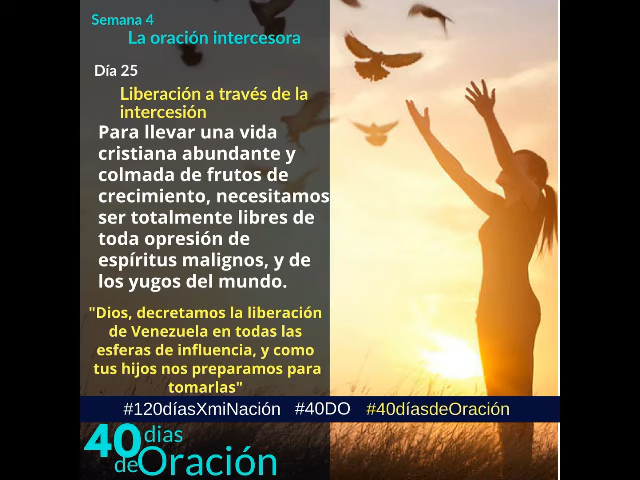 Semana 4
La oración intercesora
Día 25
Liberación a través de la
intercesión
Para llevar una vida
cristiana abundante y
colmada de frutos de
crecimiento, necesitamos
ser totalmente libres de
toda opresión de
espíritus malignos, y de
los yugos del mundo.
"Dios, decretamos la liberación
de Venezuela en todas las
esferas de influencia, y como
tus hijos nos preparamos para
tomarlas"
#120díasXmiNación #40DO #40díasdeOración
40 dias
deOración